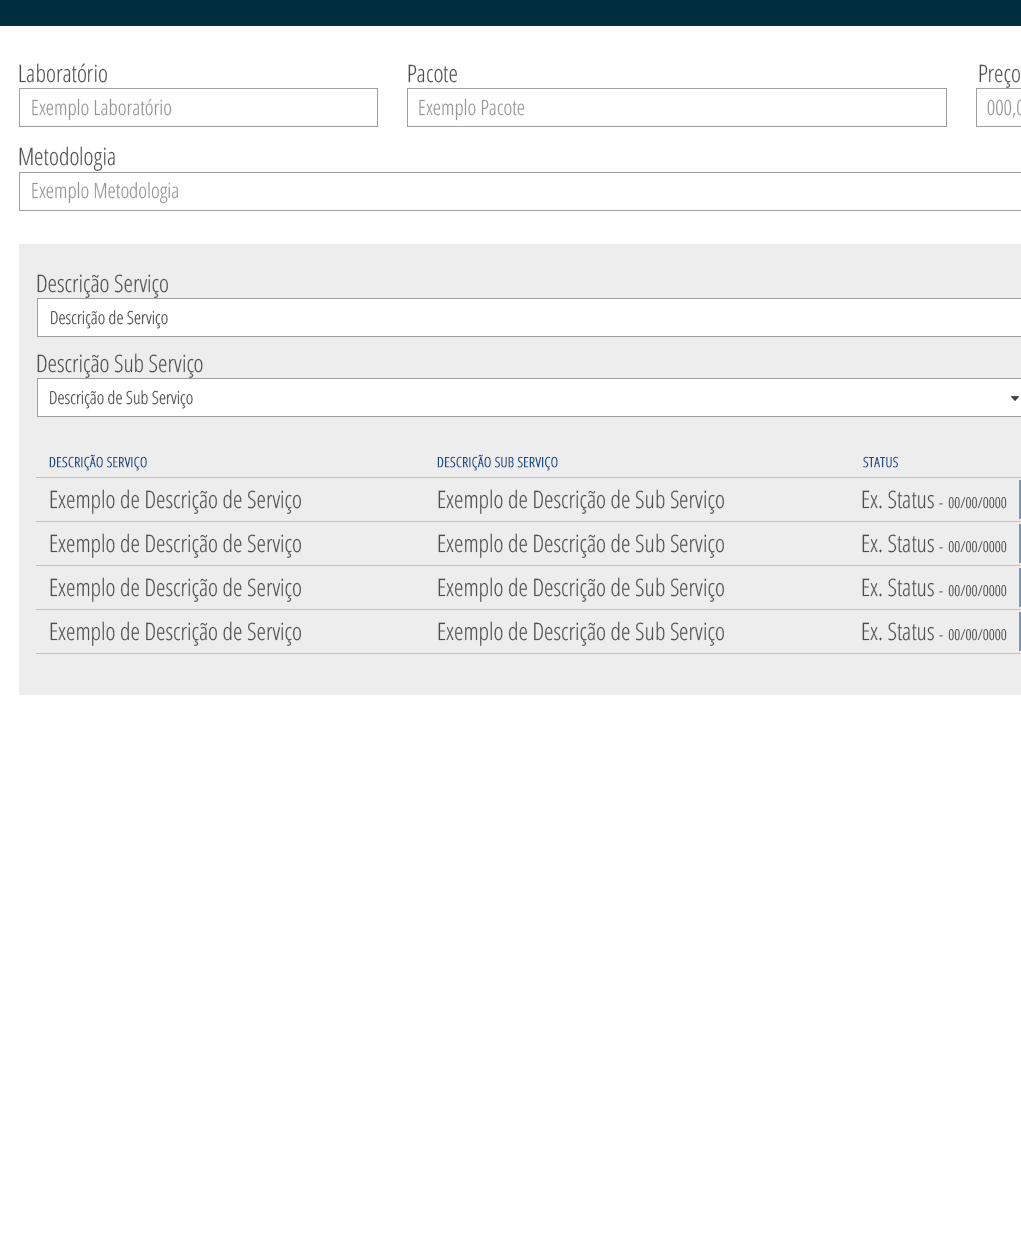 Laboratório Pacote Preço
Exemplo Laboratório Exemplo Pacote 000,
Metodologia
Exemplo Metodologia
Descrição Serviço
Descrição de Serviço
Descrição Sub Serviço
Descrição de Sub Serviço
DESCRIÇÃO SERVIÇO DESCRIÇÃO SUB SERVIÇO STATUS
Exemplo de Descrição de Serviço Exemplo de Descrição de Sub Serviço Ex. Status - 00/00/0000
Exemplo de Descrição de Serviço Exemplo de Descrição de Sub Serviço Ex. Status - 00/00/0000
Exemplo de Descrição de Serviço Exemplo de Descrição de Sub Serviço Ex. Status - 00/00/0000
Exemplo de Descrição de Serviço Exemplo de Descrição de Sub Serviço Ex. Status - 00/00/0000